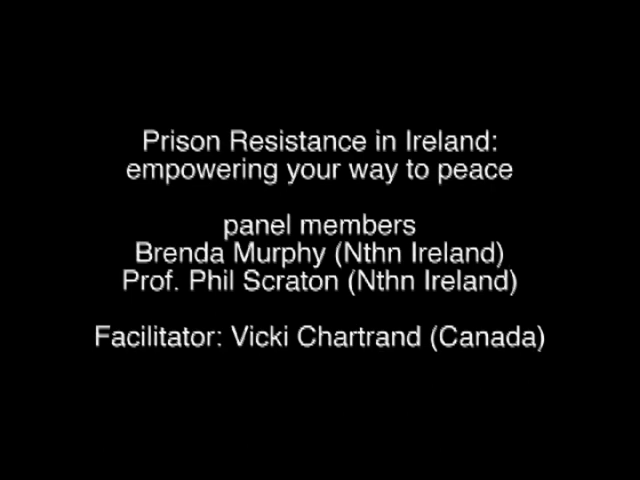 Prison Resistance in Ireland:
empowering your way to peace
panel members
Brenda Murphy (Nthn Ireland)
Prof. Phil Scraton (Nthn Ireland)
Facilitator: Vicki Chartrand (Canada)